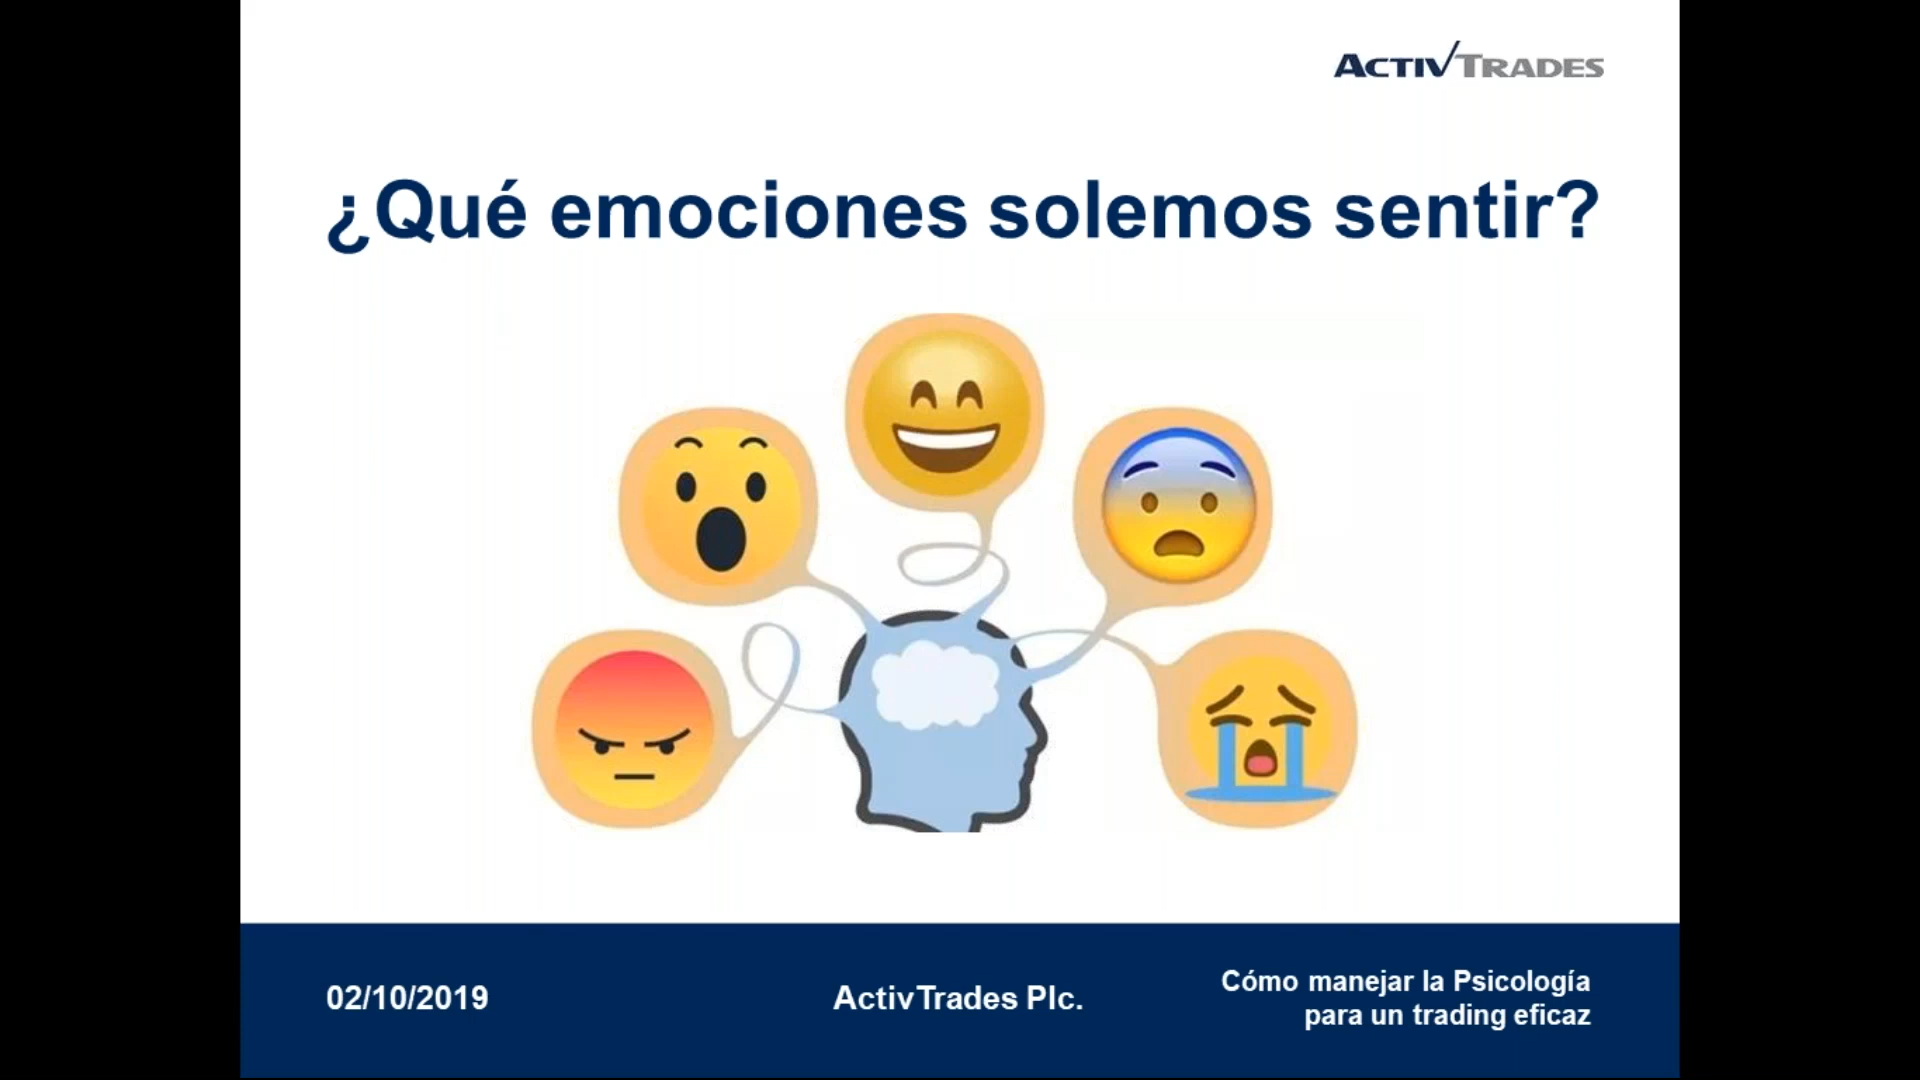 ACTIVTRADES
¿Qué emociones solemos sentir?
02/10/2019
ActivTrades Plc.
Cómo manejar la Psicología
para un trading eficaz